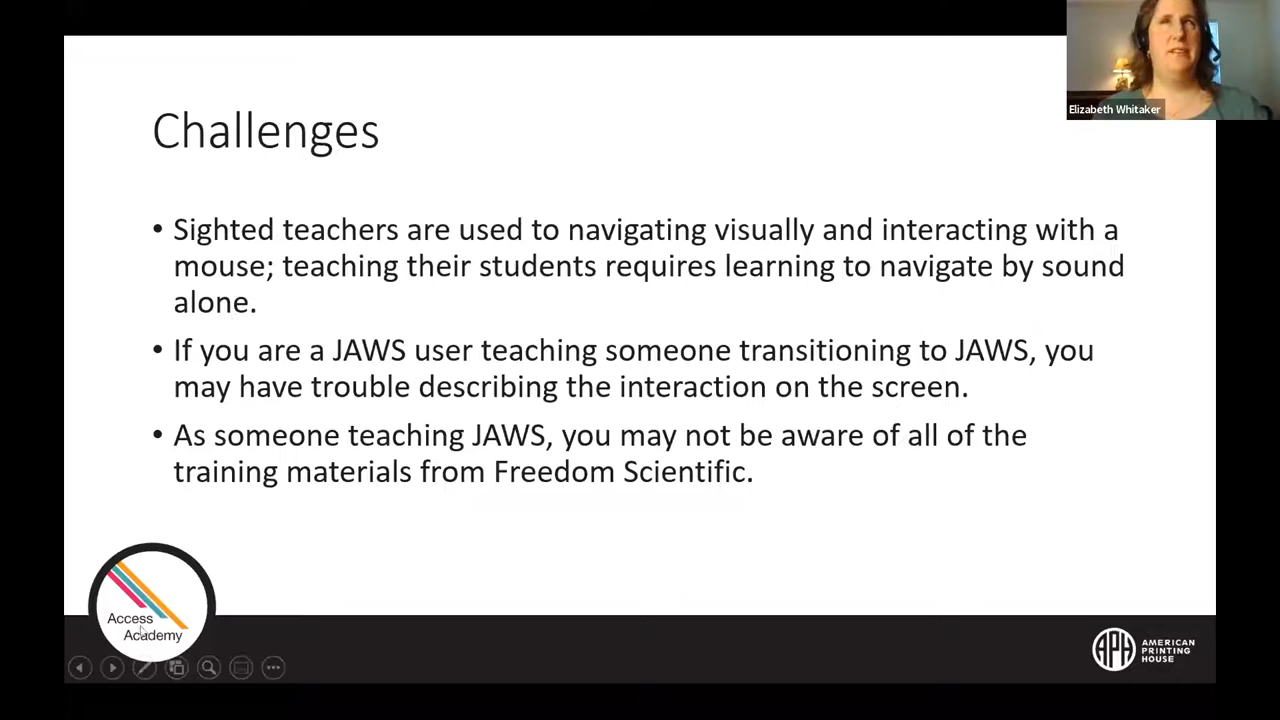 Elizabeth Whitaker
Challenges
• Sighted teachers are used to navigating visually and interacting with a
mouse; teaching their students requires learning to navigate by sound
alone.
• If you are a JAWS user teaching someone transitioning to JAWS, you
may have trouble describing the interaction on the screen.
• As someone teaching JAWS, you may not be aware of all of the
training materials from Freedom Scientific.
Access
Academy
APH
AMERICAN
PRINTING
HOUSE